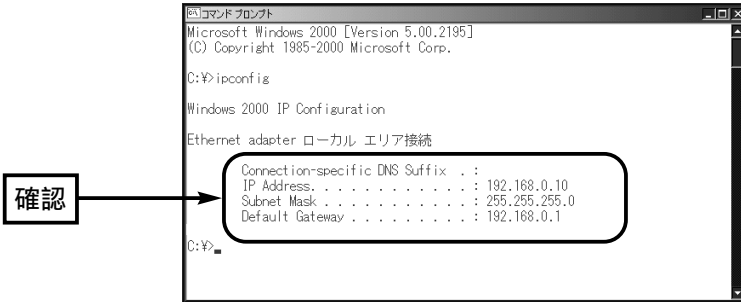 コマンド プロンプト
Microsoft Windows 2000 [Version 5.00.2195]
(C) Copyright 1985-2000 Microsoft Corp.
C:¥>ipconfig
Windows 2000 IP Configuration
Ethernet adapter ローカル エリア接続
Connection-specific DNS Suffix . :
IP Address. . . . . . . . . . . . : 192.168.0.10
Subnet Mask . . . . . . . . . . . : 255.255.255.0
Default Gateway . . . . . . . . . : 192.168.0.1
確認
C:¥>_